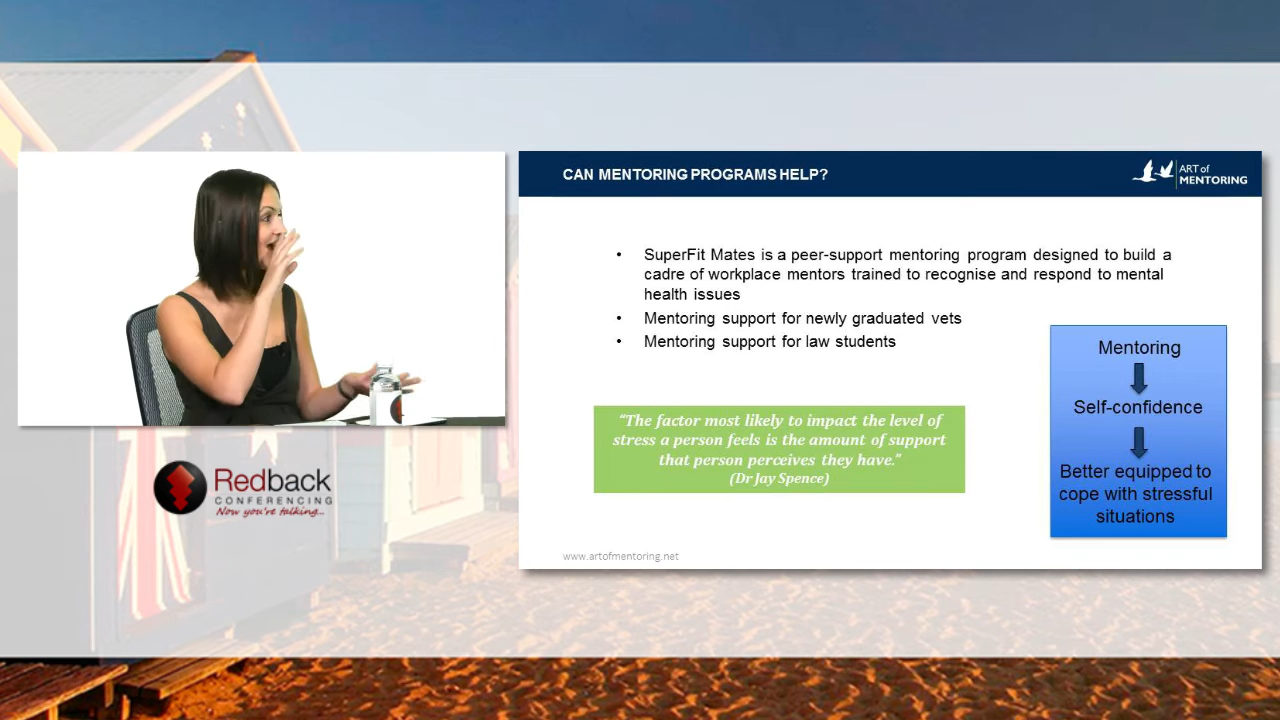 CAN MENTORING PROGRAMS HELP?
ART of
MENTORING
• SuperFit Mates is a peer-support mentoring program designed to build a
cadre of workplace mentors trained to recognise and respond to mental
health issues
• Mentoring support for newly graduated vets
• Mentoring support for law students
Mentoring
Self-confidence
Better equipped to
cope with stressful
situations
“The factor most likely to impact the level of
stress a person feels is the amount of support
that person perceives they have.”
(Dr Jay Spence)
www.artofmentoring.net
Redback
CONFERENCING
Now you're talking...